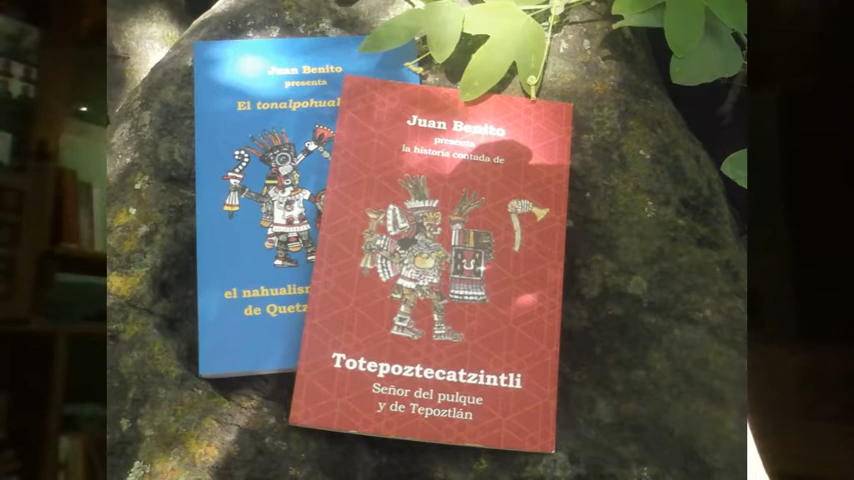 Juan Benito
presenta
El tonalpohual
el nahualism
de Quetz
Juan Benito
presenta
la historia contada de
Totepoztecatzintli
Señor del pulque
y de Tepoztlán